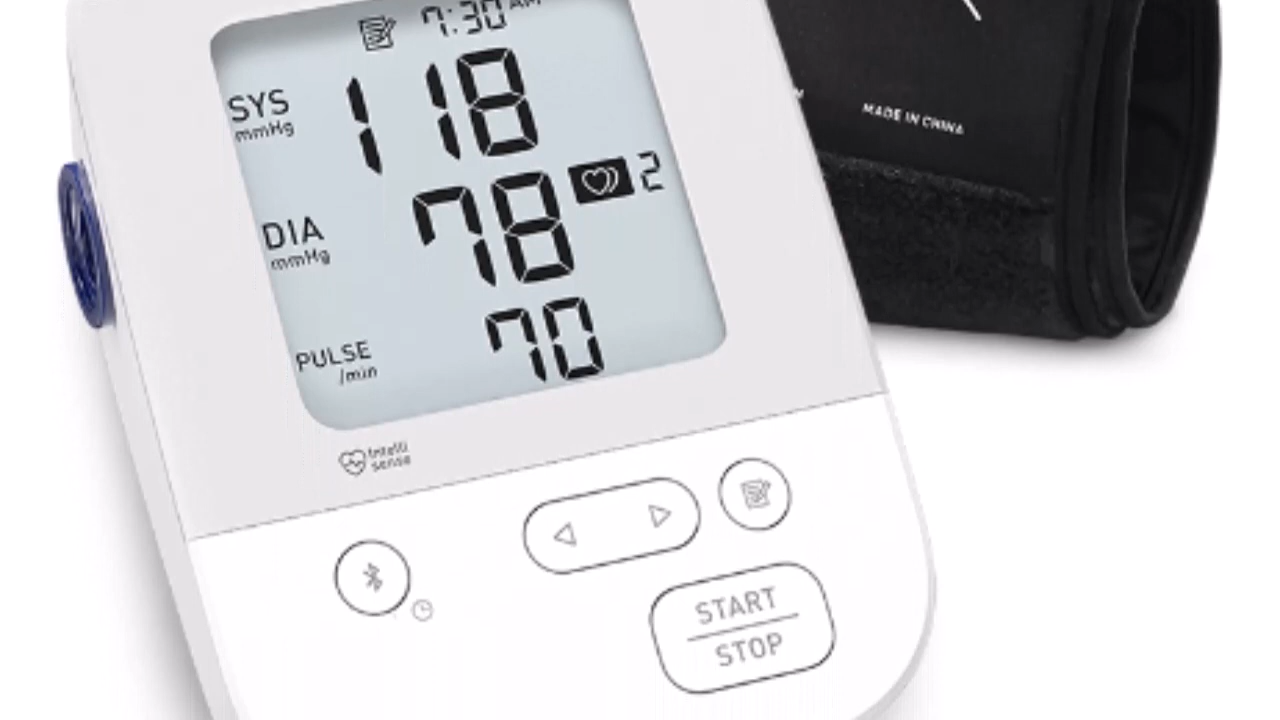 7:30 AM
SYS
mmHg
118
2
DIA
mmHg
78
PULSE
/min
70
intelli
sense
START
STOP
MADE IN CHINA